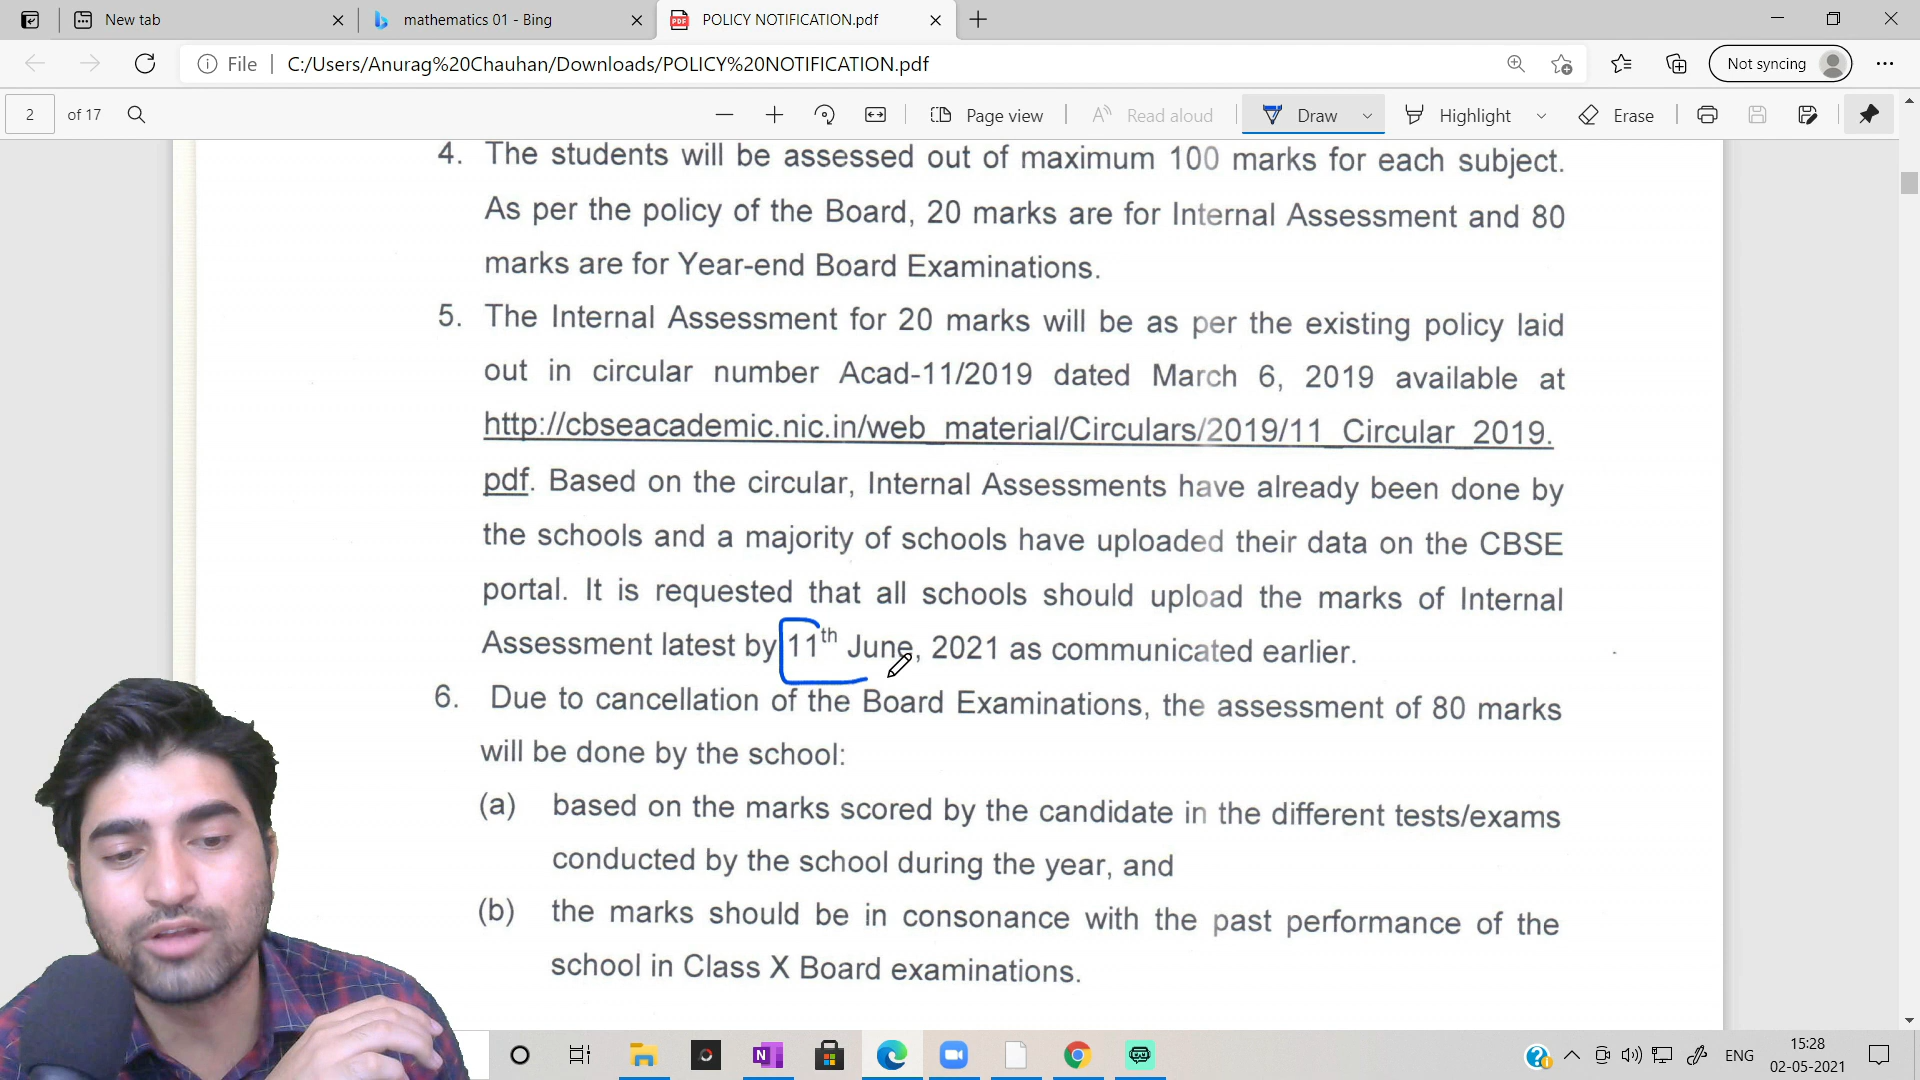 New tab
mathematics 01 - Bing
POLICY NOTIFICATION.pdf
File
C:/Users/Anurag%20Chauhan/Downloads/POLICY%20NOTIFICATION.pdf
Not syncing
2 of 17
Page view
Read aloud
Draw
Highlight
Erase
4. The students will be assessed out of maximum 100 marks for each subject.
As per the policy of the Board, 20 marks are for Internal Assessment and 80
marks are for Year-end Board Examinations.
5. The Internal Assessment for 20 marks will be as per the existing policy laid
out in circular number Acad-11/2019 dated March 6, 2019 available at
http://cbseacademic.nic.in/web_material/Circulars/2019/11_Circular_2019.
pdf. Based on the circular, Internal Assessments have already been done by
the schools and a majority of schools have uploaded their data on the CBSE
portal. It is requested that all schools should upload the marks of Internal
Assessment latest by 11th June, 2021 as communicated earlier.
6. Due to cancellation of the Board Examinations, the assessment of 80 marks
will be done by the school:
(a) based on the marks scored by the candidate in the different tests/exams
conducted by the school during the year, and
(b) the marks should be in consonance with the past performance of the
school in Class X Board examinations.
ENG
15:28
02-05-2021